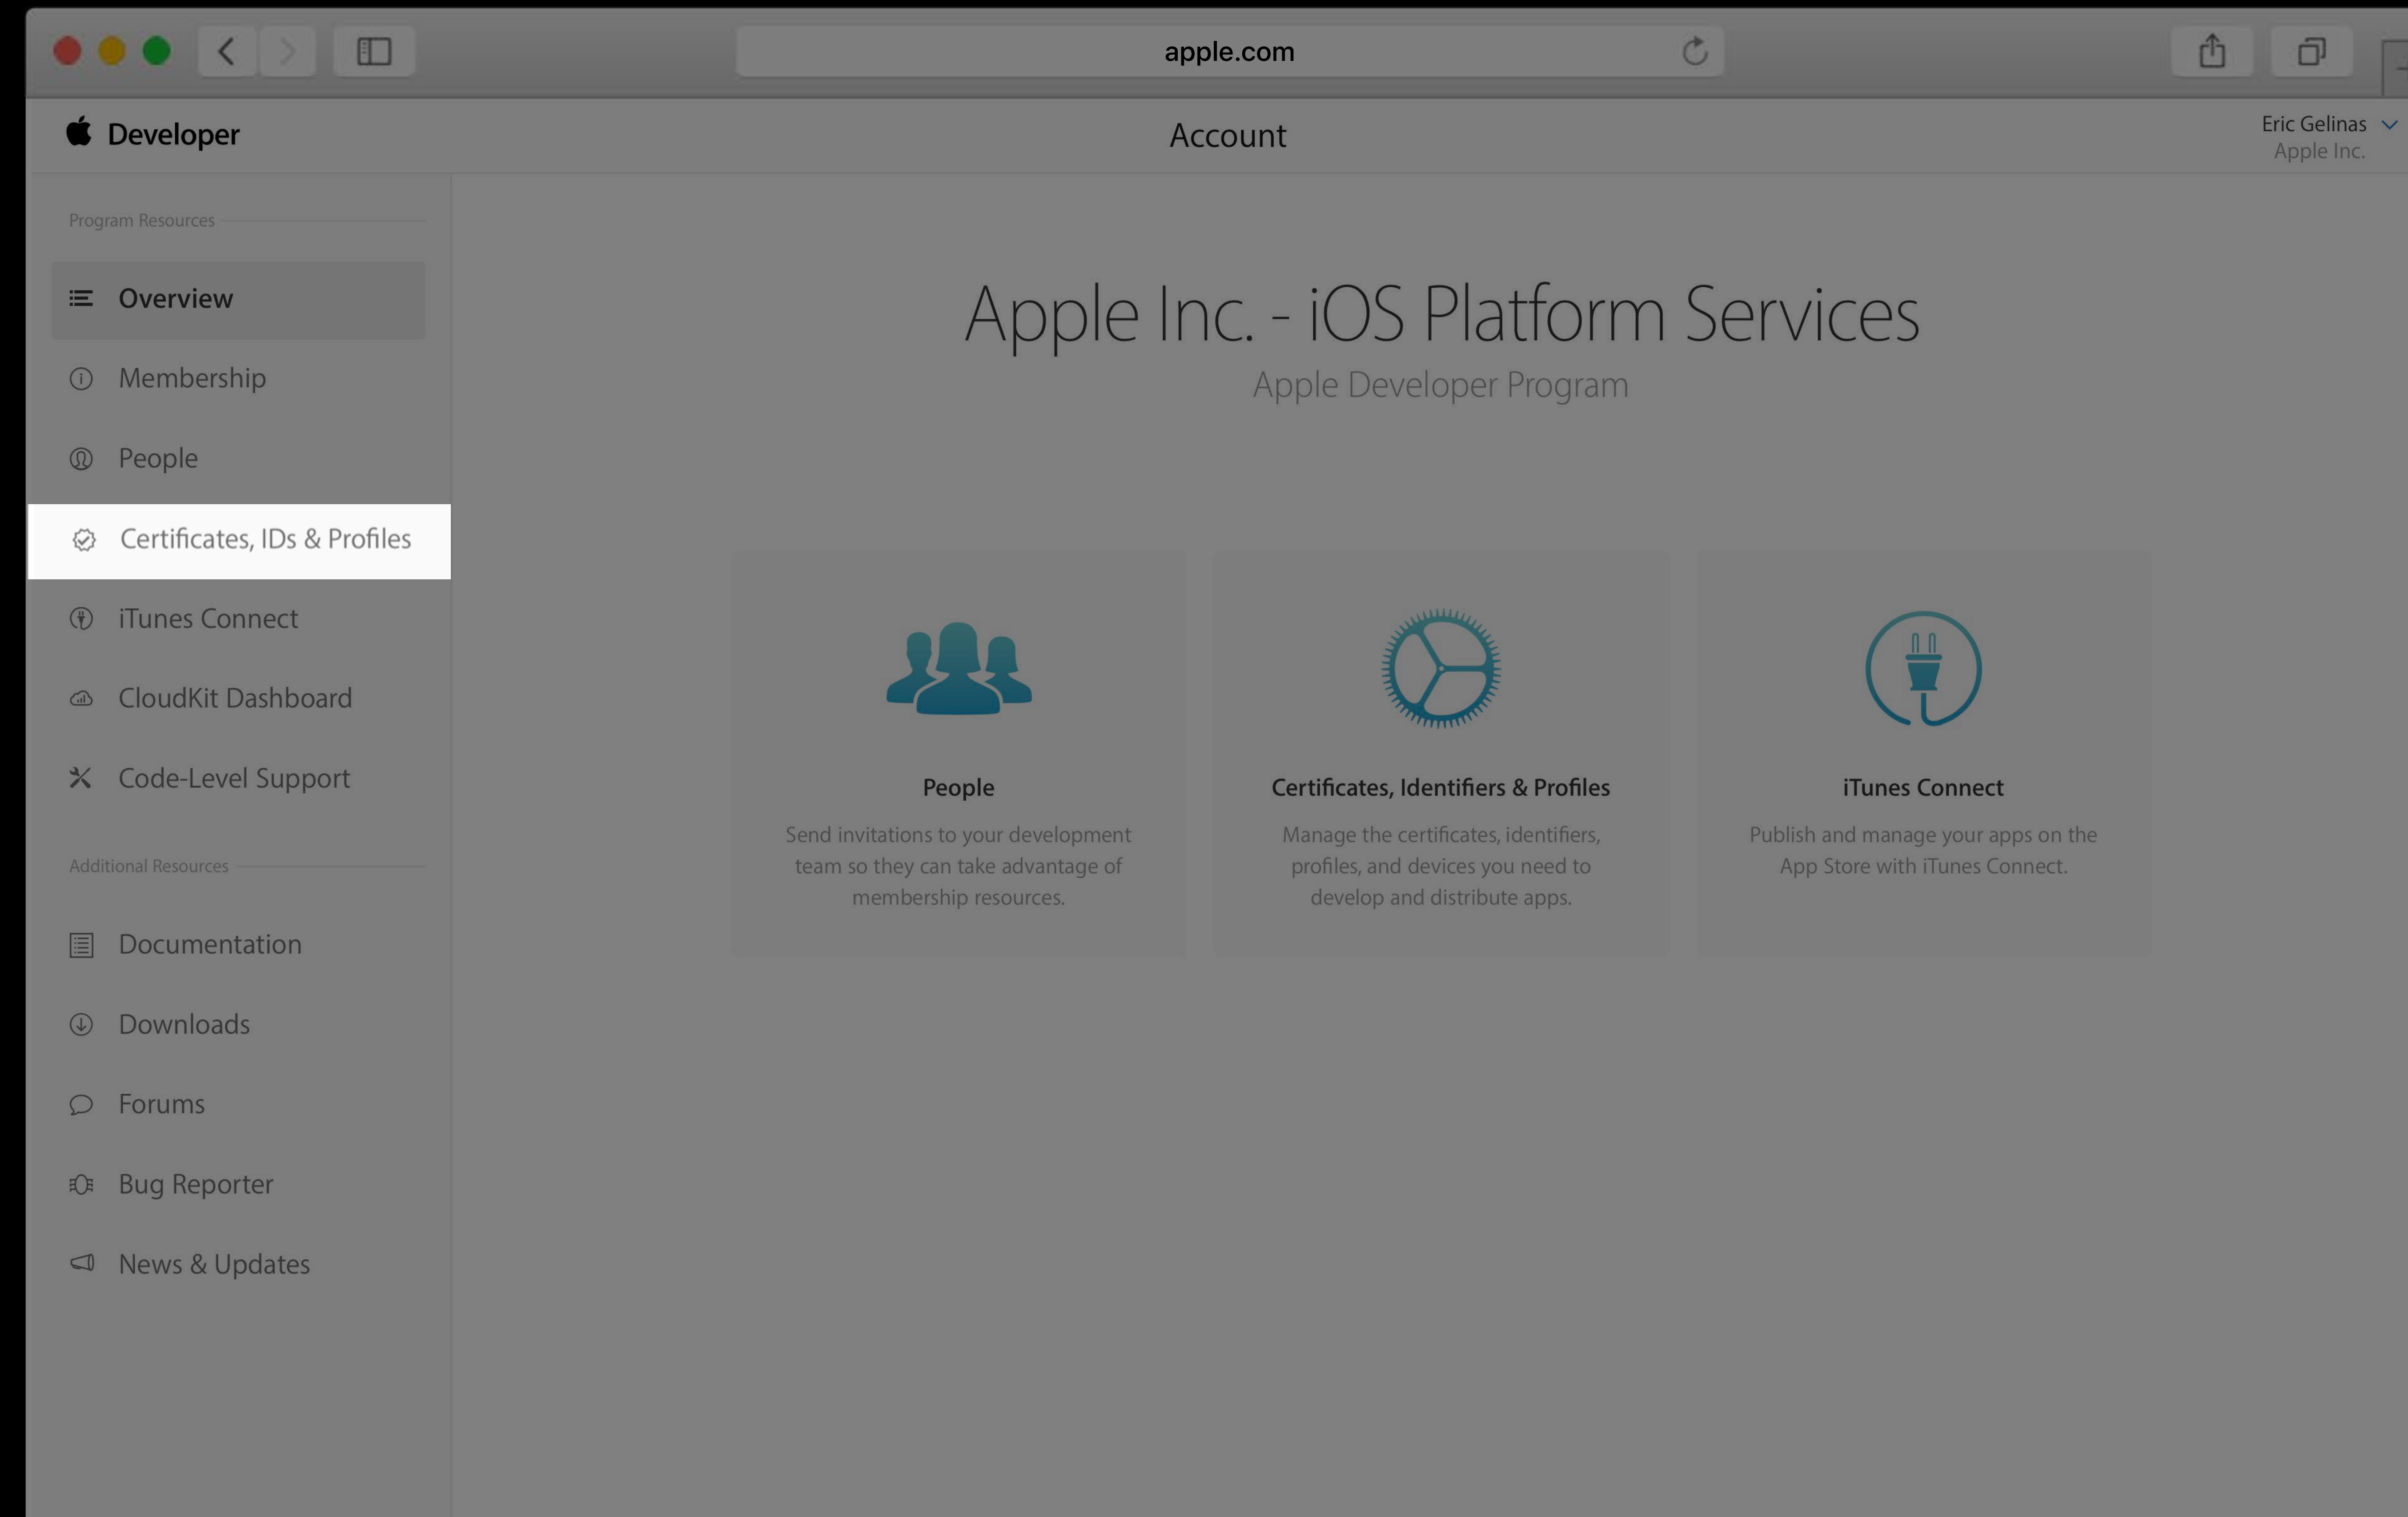 apple.com
Developer
Account
Eric Gelinas
Apple Inc.
Program Resources
Overview
Membership
People
Certificates, IDs & Profiles
iTunes Connect
CloudKit Dashboard
Code-Level Support
Additional Resources
Documentation
Downloads
Forums
Bug Reporter
News & Updates
Apple Inc. - iOS Platform Services
Apple Developer Program
People
Send invitations to your development
team so they can take advantage of
membership resources.
Certificates, Identifiers & Profiles
Manage the certificates, identifiers,
profiles, and devices you need to
develop and distribute apps.
iTunes Connect
Publish and manage your apps on the
App Store with iTunes Connect.